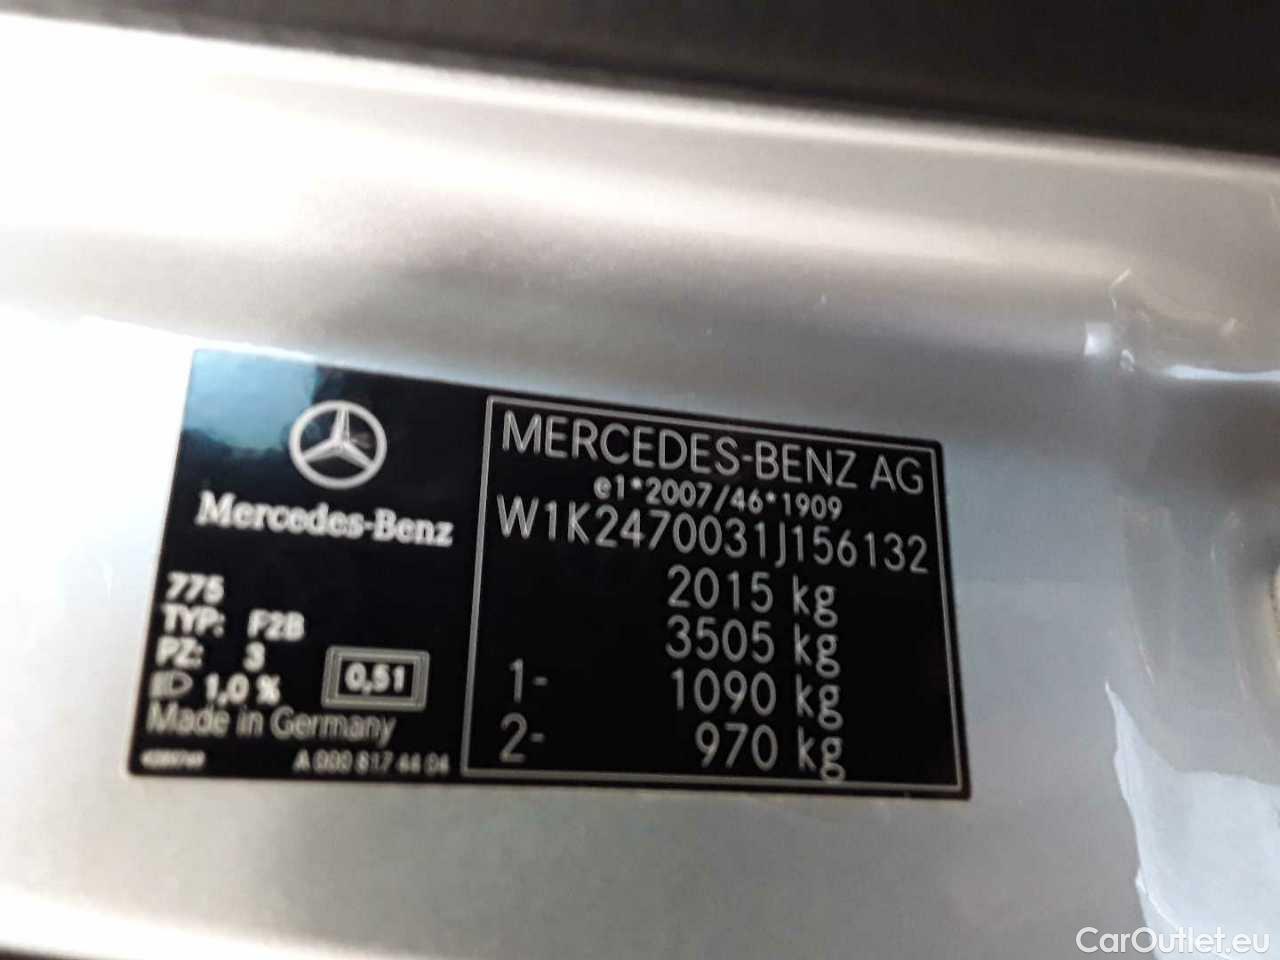 Mercedes-Benz
775
TYP: F2B
PZ: 3
1,0 %
0,51
Made in Germany
A 000 817 44 04
MERCEDES-BENZ AG
e1*2007/46*1909
W1K2470031J156132
2015 kg
3505 kg
1- 1090 kg
2- 970 kg
CarOutlet.eu